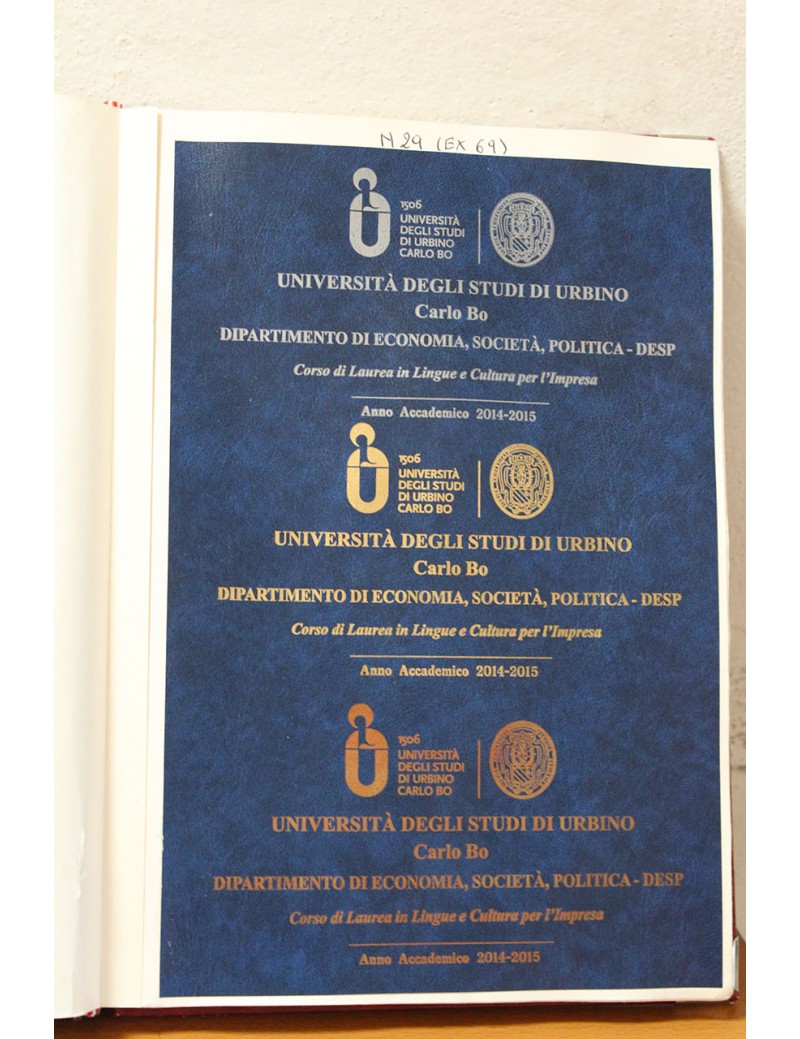 N 29 (EX 69)
1506
UNIVERSITÀ
DEGLI STUDI
DI URBINO
CARLO BO
UNIVERSITÀ DEGLI STUDI DI URBINO
Carlo Bo
DIPARTIMENTO DI ECONOMIA, SOCIETÀ, POLITICA - DESP
Corso di Laurea in Lingue e Cultura per l'Impresa
Anno Accademico 2014-2015
1506
UNIVERSITÀ
DEGLI STUDI
DI URBINO
CARLO BO
UNIVERSITÀ DEGLI STUDI DI URBINO
Carlo Bo
DIPARTIMENTO DI ECONOMIA, SOCIETÀ, POLITICA - DESP
Corso di Laurea in Lingue e Cultura per l'Impresa
Anno Accademico 2014-2015
1506
UNIVERSITÀ
DEGLI STUDI
DI URBINO
CARLO BO
UNIVERSITÀ DEGLI STUDI DI URBINO
Carlo Bo
DIPARTIMENTO DI ECONOMIA, SOCIETÀ, POLITICA - DESP
Corso di Laurea in Lingue e Cultura per l'Impresa
Anno Accademico 2014-2015